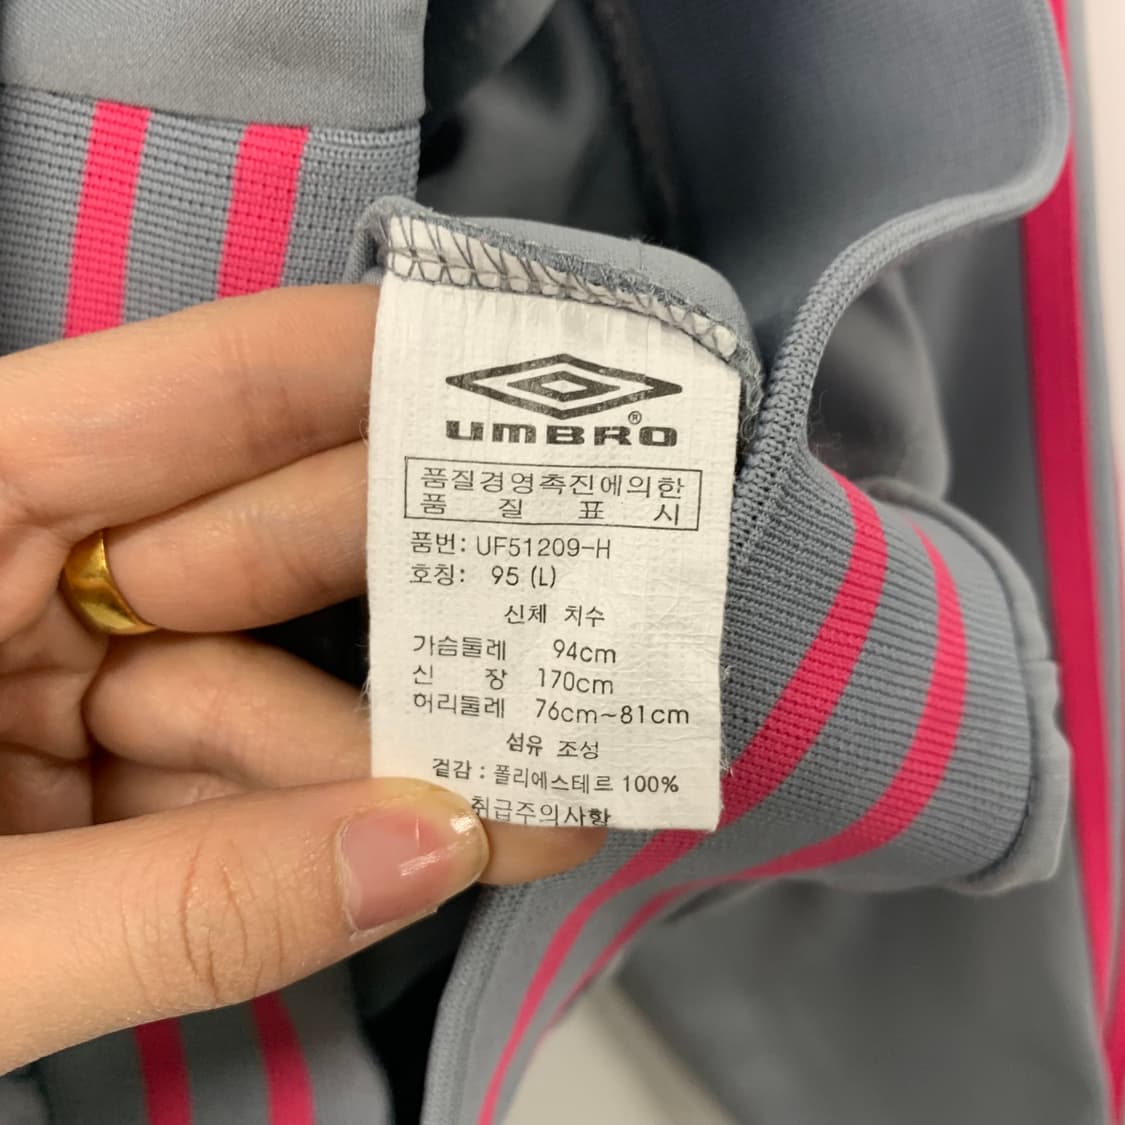 UMBRO®
품질경영촉진에의한
품 질 표 시
품번: UF51209-H
호칭: 95 (L)
신체 치수
가슴둘레 94cm
신 장 170cm
허리둘레 76cm~81cm
섬유 조성
겉감 : 폴리에스테르 100%
취급주의사항